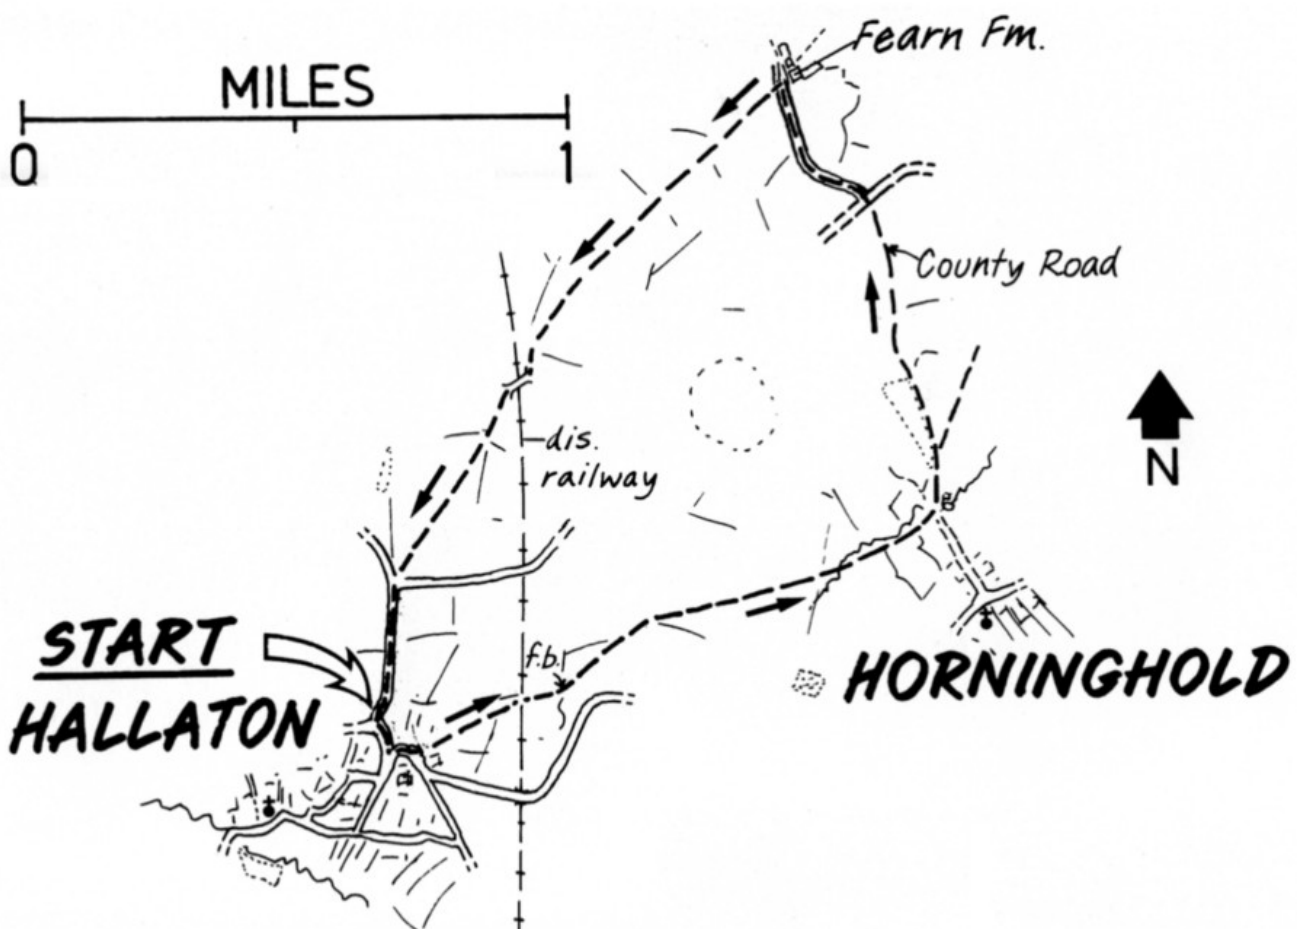 Fearn Fm.
MILES
0 1
County Road
dis.
railway
N
START
HALLATON
f.b.
HORNINGHOLD